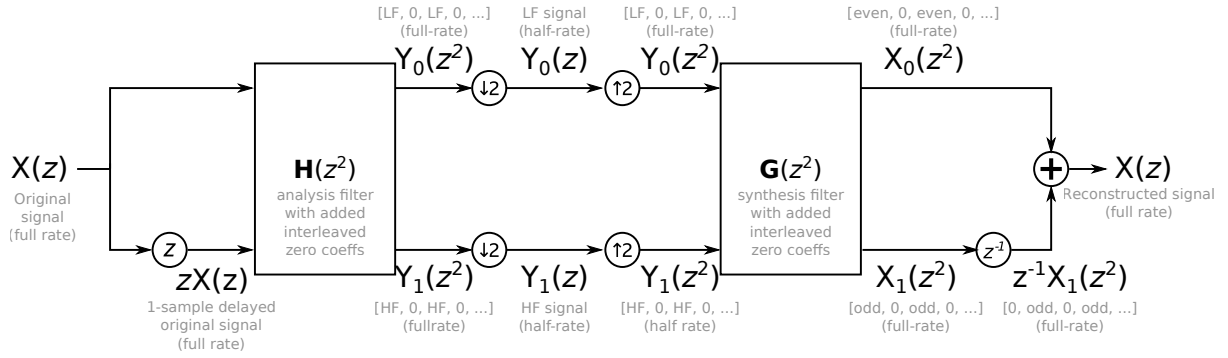 [LF, 0, LF, 0, ...]
(full-rate)
Y₀(z²)
↓2
LF signal
(half-rate)
Y₀(z)
↑2
[LF, 0, LF, 0, ...]
(full-rate)
Y₀(z²)
[even, 0, even, 0, ...]
(full-rate)
X₀(z²)
X(z)
Original
signal
(full rate)
z
zX(z)
1-sample delayed
original signal
(full rate)
H(z²)
analysis filter
with added
interleaved
zero coeffs
G(z²)
synthesis filter
with added
interleaved
zero coeffs
+
X(z)
Reconstructed signal
(full rate)
↓2
Y₁(z²)
[HF, 0, HF, 0, ...]
(fullrate)
Y₁(z)
HF signal
(half-rate)
↑2
Y₁(z²)
[HF, 0, HF, 0, ...]
(half rate)
X₁(z²)
[odd, 0, odd, 0, ...]
(full-rate)
z⁻¹
z⁻¹X₁(z²)
[0, odd, 0, odd, ...]
(full-rate)